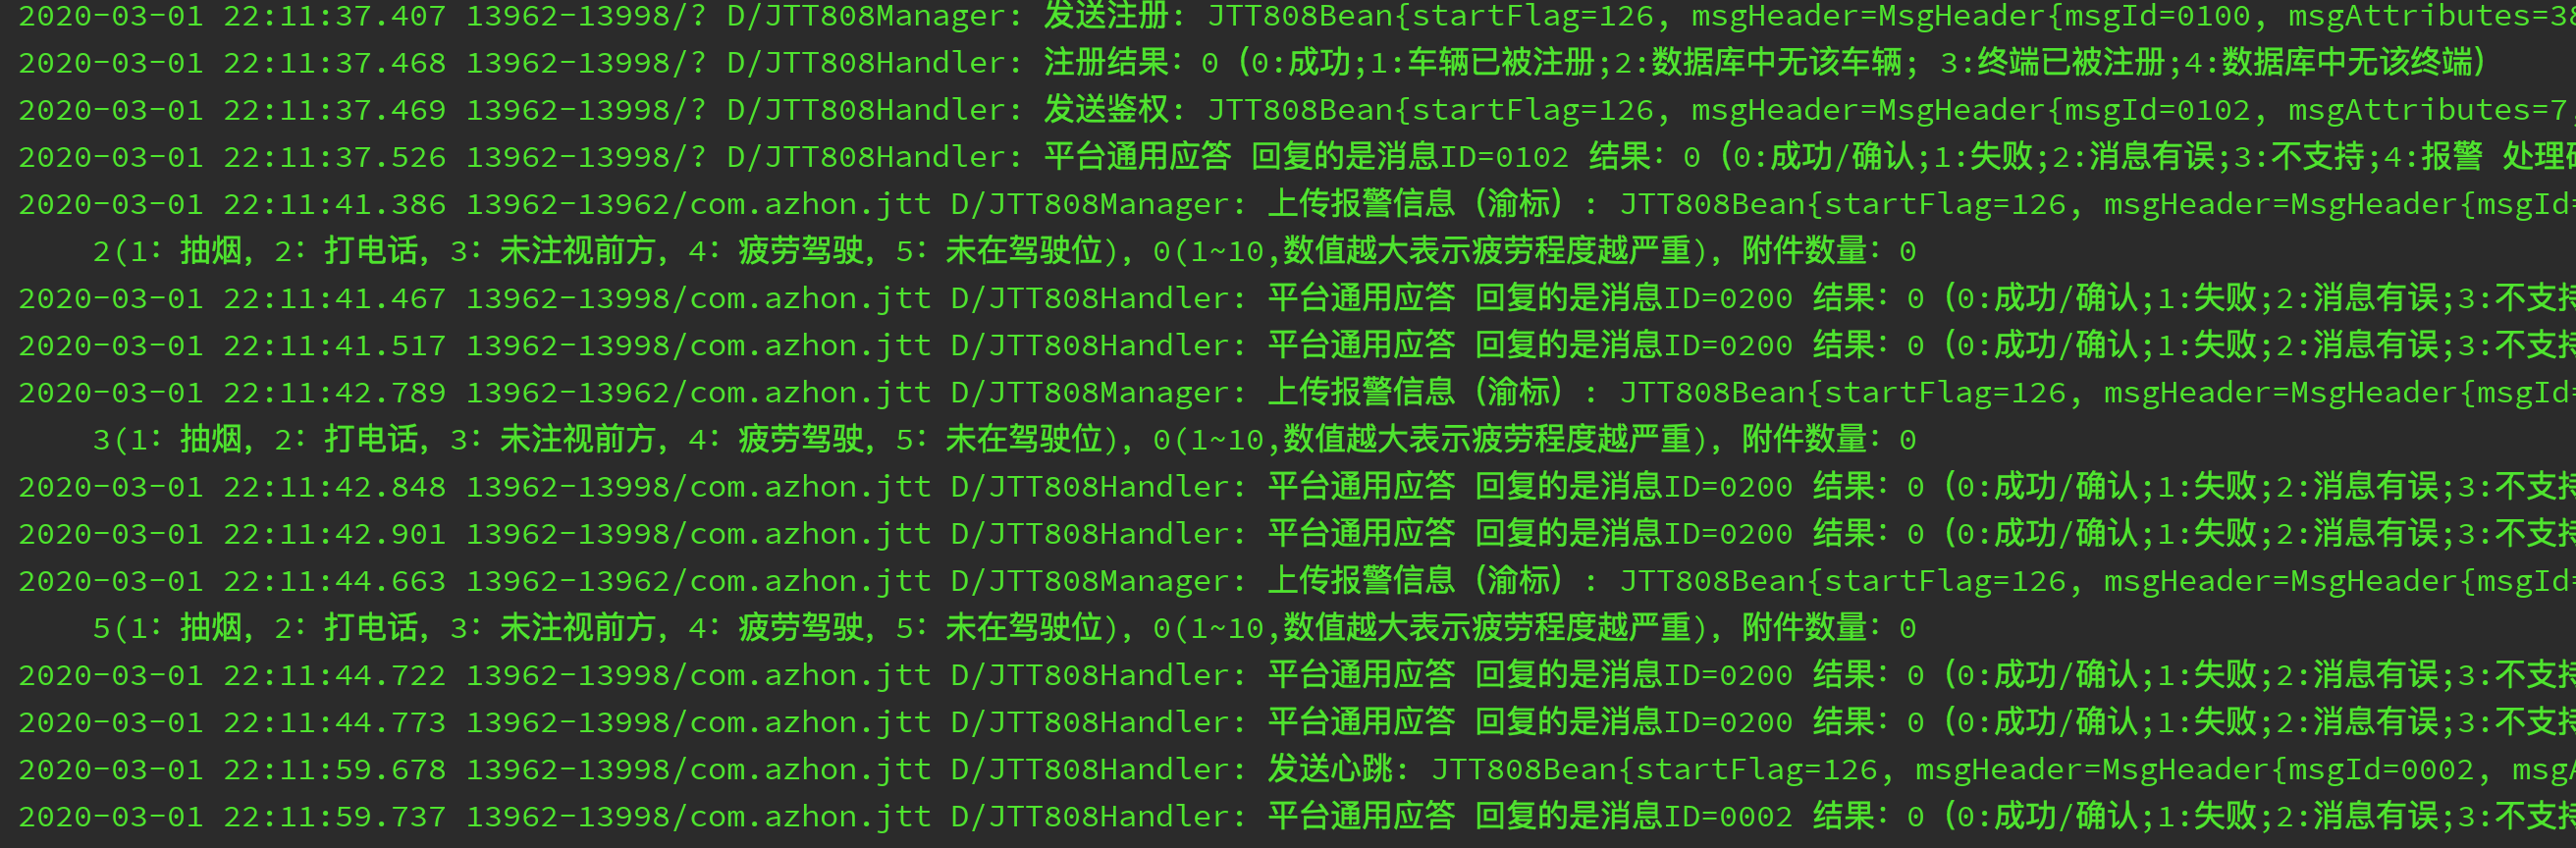 2020-03-01 22:11:37.407 13962-13998/? D/JTT808Manager: 发送注册: JTT808Bean{startFlag=126, msgHeader=MsgHeader{msgId=0100, msgAttributes=38
2020-03-01 22:11:37.468 13962-13998/? D/JTT808Handler: 注册结果: 0（0:成功;1:车辆已被注册;2:数据库中无该车辆; 3:终端已被注册;4:数据库中无该终端）
2020-03-01 22:11:37.469 13962-13998/? D/JTT808Handler: 发送鉴权: JTT808Bean{startFlag=126, msgHeader=MsgHeader{msgId=0102, msgAttributes=7,
2020-03-01 22:11:37.526 13962-13998/? D/JTT808Handler: 平台通用应答 回复的是消息ID=0102 结果: 0（0:成功/确认;1:失败;2:消息有误;3:不支持;4:报警 处理确
2020-03-01 22:11:41.386 13962-13962/com.azhon.jtt D/JTT808Manager: 上传报警信息（渝标）: JTT808Bean{startFlag=126, msgHeader=MsgHeader{msgId=
2(1: 抽烟, 2: 打电话, 3: 未注视前方, 4: 疲劳驾驶, 5: 未在驾驶位), 0(1~10,数值越大表示疲劳程度越严重), 附件数量: 0
2020-03-01 22:11:41.467 13962-13998/com.azhon.jtt D/JTT808Handler: 平台通用应答 回复的是消息ID=0200 结果: 0（0:成功/确认;1:失败;2:消息有误;3:不支持
2020-03-01 22:11:41.517 13962-13998/com.azhon.jtt D/JTT808Handler: 平台通用应答 回复的是消息ID=0200 结果: 0（0:成功/确认;1:失败;2:消息有误;3:不支持
2020-03-01 22:11:42.789 13962-13962/com.azhon.jtt D/JTT808Manager: 上传报警信息（渝标）: JTT808Bean{startFlag=126, msgHeader=MsgHeader{msgId=
3(1: 抽烟, 2: 打电话, 3: 未注视前方, 4: 疲劳驾驶, 5: 未在驾驶位), 0(1~10,数值越大表示疲劳程度越严重), 附件数量: 0
2020-03-01 22:11:42.848 13962-13998/com.azhon.jtt D/JTT808Handler: 平台通用应答 回复的是消息ID=0200 结果: 0（0:成功/确认;1:失败;2:消息有误;3:不支持
2020-03-01 22:11:42.901 13962-13998/com.azhon.jtt D/JTT808Handler: 平台通用应答 回复的是消息ID=0200 结果: 0（0:成功/确认;1:失败;2:消息有误;3:不支持
2020-03-01 22:11:44.663 13962-13962/com.azhon.jtt D/JTT808Manager: 上传报警信息（渝标）: JTT808Bean{startFlag=126, msgHeader=MsgHeader{msgId=
5(1: 抽烟, 2: 打电话, 3: 未注视前方, 4: 疲劳驾驶, 5: 未在驾驶位), 0(1~10,数值越大表示疲劳程度越严重), 附件数量: 0
2020-03-01 22:11:44.722 13962-13998/com.azhon.jtt D/JTT808Handler: 平台通用应答 回复的是消息ID=0200 结果: 0（0:成功/确认;1:失败;2:消息有误;3:不支持
2020-03-01 22:11:44.773 13962-13998/com.azhon.jtt D/JTT808Handler: 平台通用应答 回复的是消息ID=0200 结果: 0（0:成功/确认;1:失败;2:消息有误;3:不支持
2020-03-01 22:11:59.678 13962-13998/com.azhon.jtt D/JTT808Handler: 发送心跳: JTT808Bean{startFlag=126, msgHeader=MsgHeader{msgId=0002, msgA
2020-03-01 22:11:59.737 13962-13998/com.azhon.jtt D/JTT808Handler: 平台通用应答 回复的是消息ID=0002 结果: 0（0:成功/确认;1:失败;2:消息有误;3:不支持